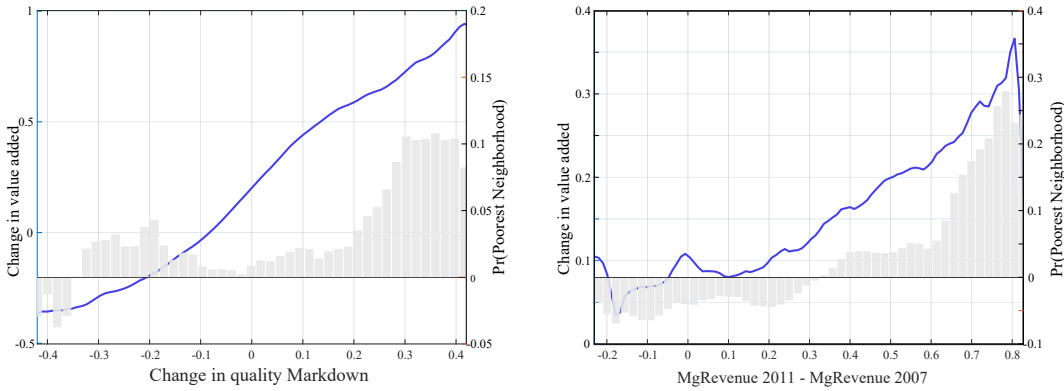 1
0.5
0
-0.5
Change in value added
0.2
0.15
0.1
0.05
0
-0.05
Pr(Poorest Neighborhood)
-0.4 -0.3 -0.2 -0.1 0 0.1 0.2 0.3 0.4
Change in quality Markdown
0.4
0.3
0.2
0.1
0
Change in value added
0.4
0.3
0.2
0.1
0
-0.1
Pr(Poorest Neighborhood)
-0.2 -0.1 0 0.1 0.2 0.3 0.4 0.5 0.6 0.7 0.8
MgRevenue 2011 - MgRevenue 2007